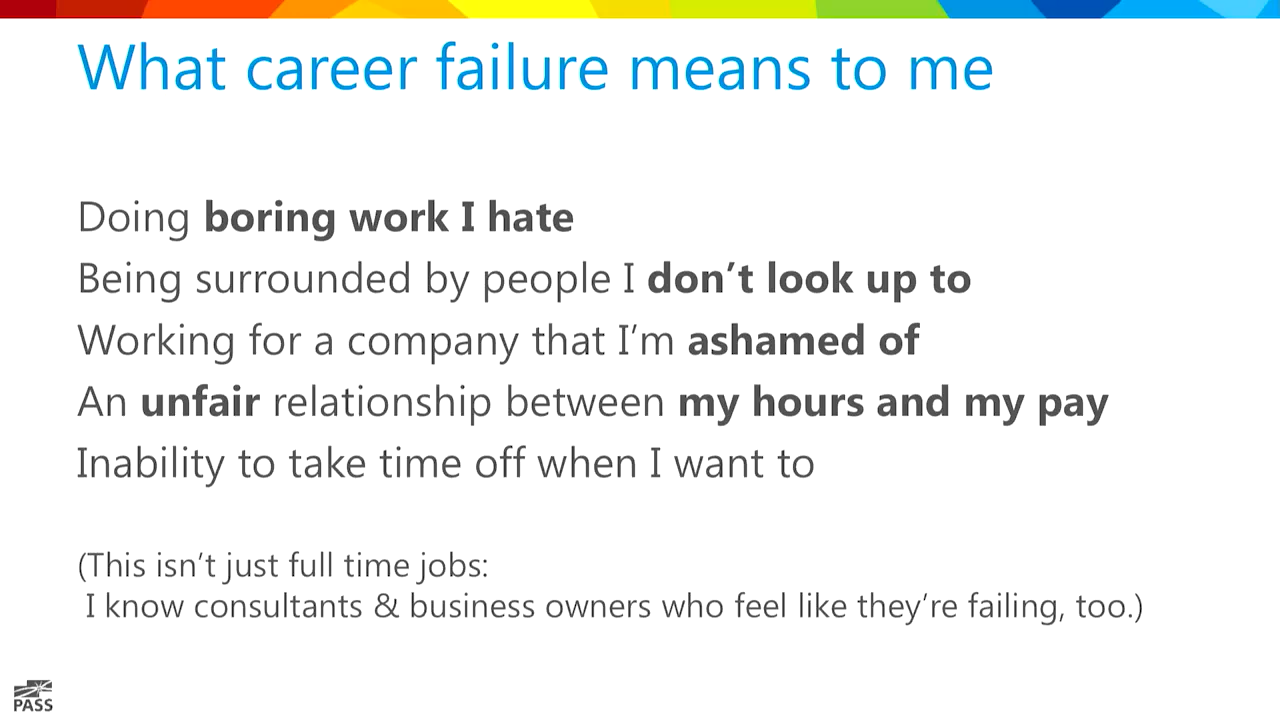 What career failure means to me
Doing boring work I hate
Being surrounded by people I don’t look up to
Working for a company that I’m ashamed of
An unfair relationship between my hours and my pay
Inability to take time off when I want to
(This isn’t just full time jobs:
I know consultants & business owners who feel like they’re failing, too.)
PASS